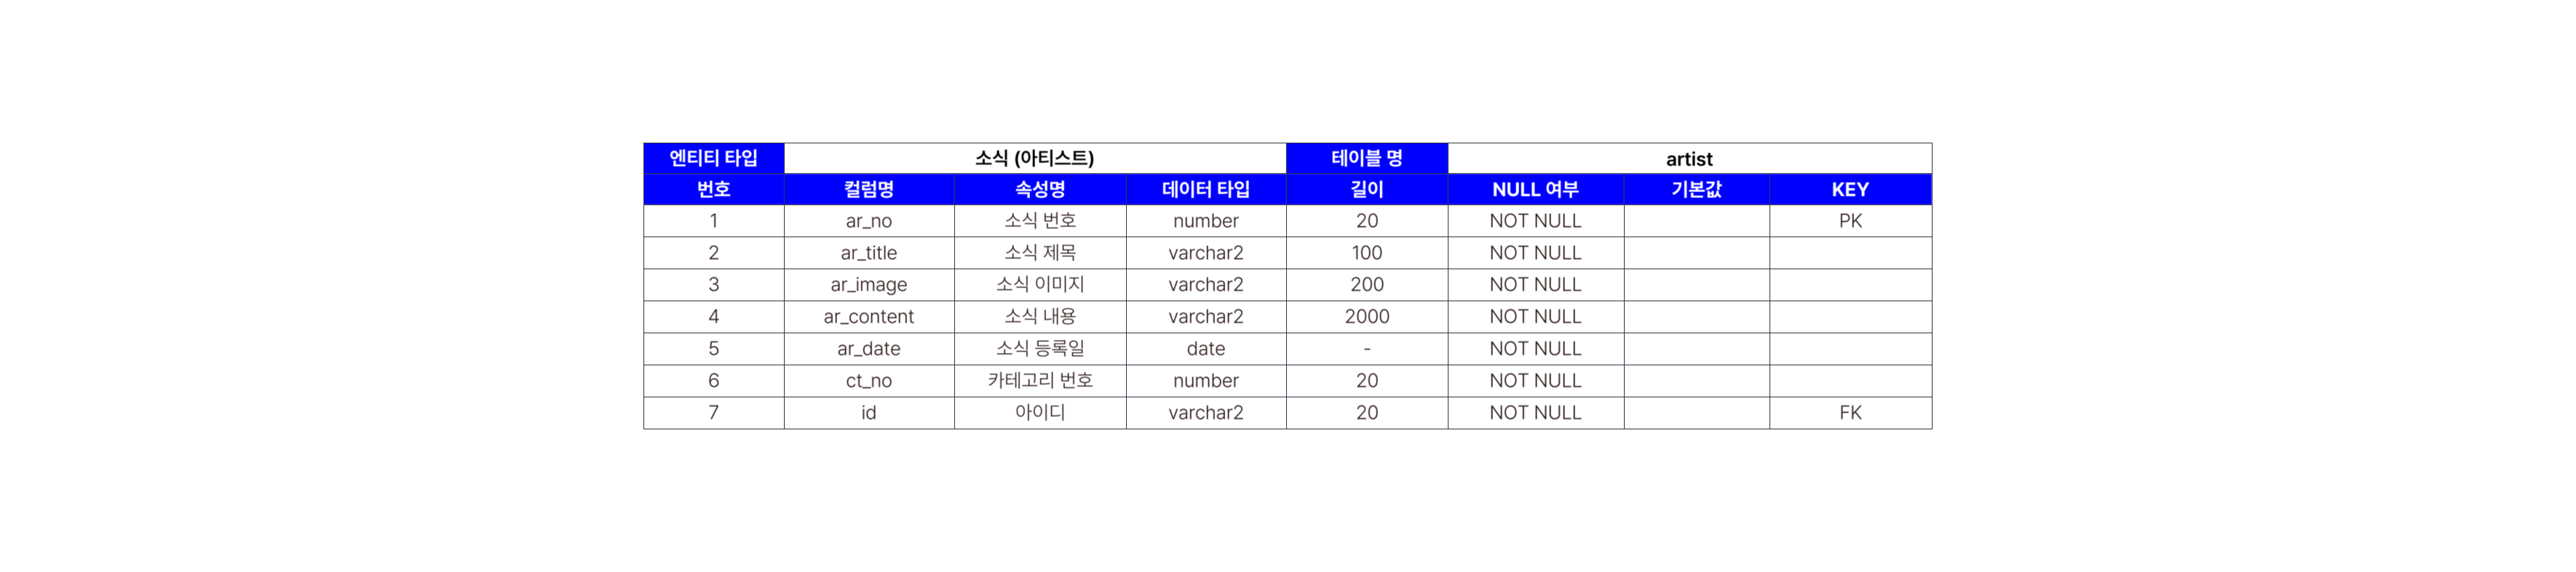 엔티티 타입 소식 (아티스트) 테이블 명 artist
번호 컬럼명 속성명 데이터 타입 길이 NULL 여부 기본값 KEY
1 ar_no 소식 번호 number 20 NOT NULL PK
2 ar_title 소식 제목 varchar2 100 NOT NULL
3 ar_image 소식 이미지 varchar2 200 NOT NULL
4 ar_content 소식 내용 varchar2 2000 NOT NULL
5 ar_date 소식 등록일 date - NOT NULL
6 ct_no 카테고리 번호 number 20 NOT NULL
7 id 아이디 varchar2 20 NOT NULL FK